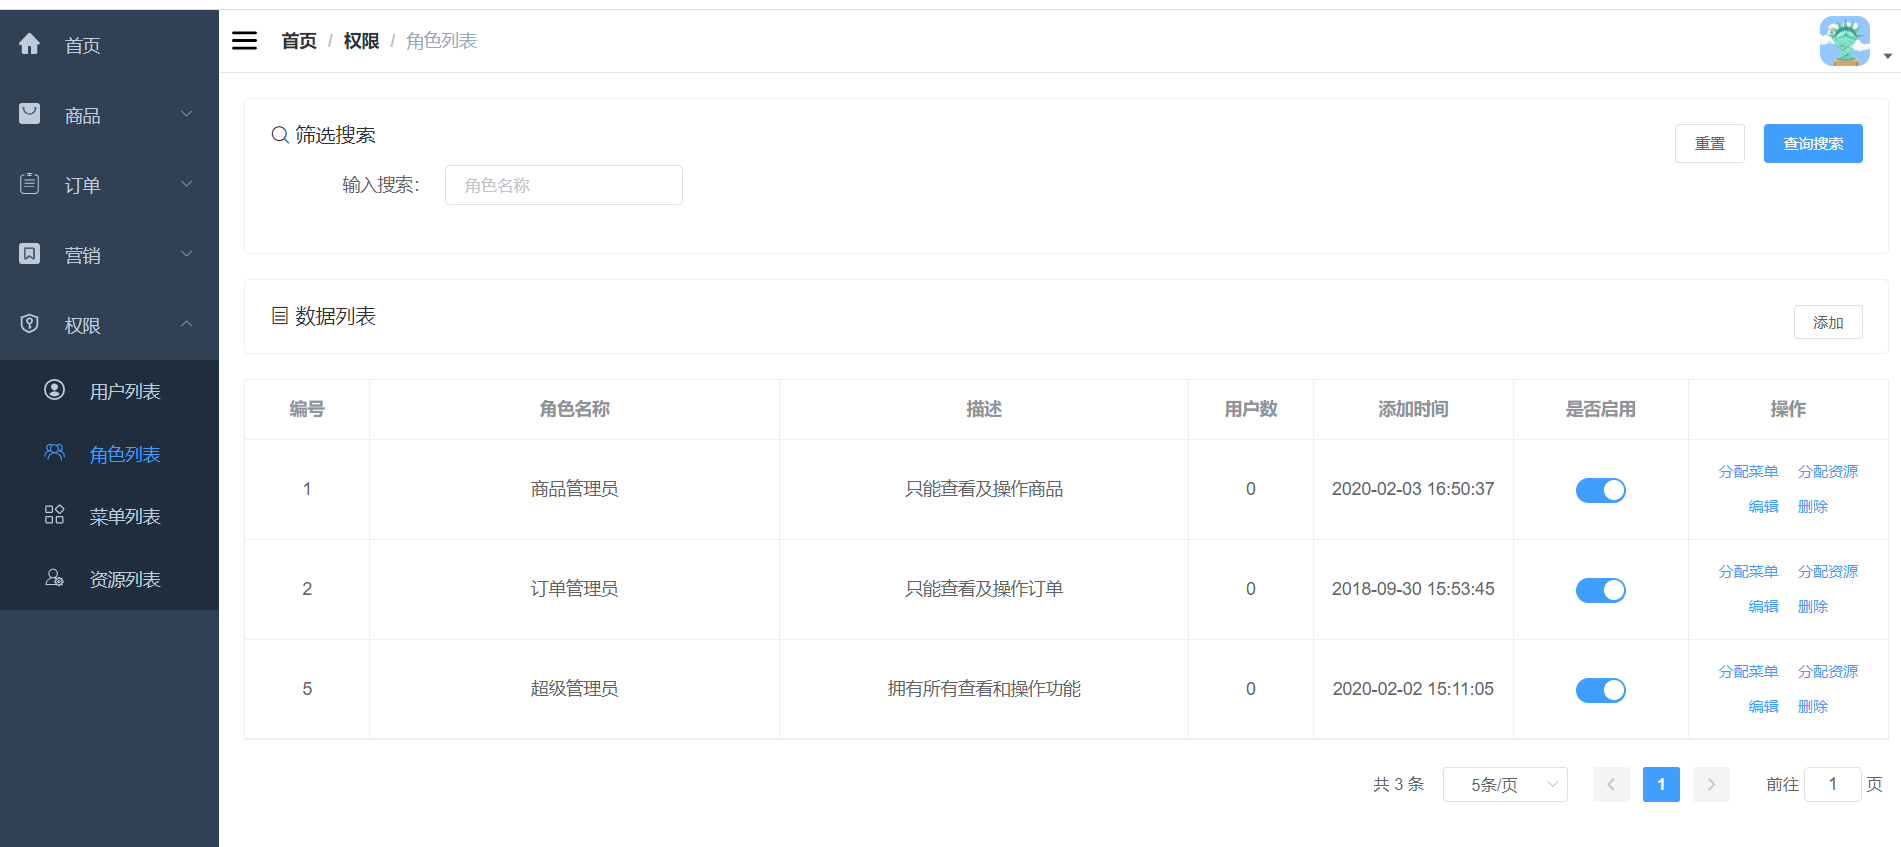 首页
商品
订单
营销
权限
用户列表
角色列表
菜单列表
资源列表
首页 / 权限 / 角色列表
筛选搜索
重置 查询搜索
输入搜索: 角色名称
数据列表
添加
编号 角色名称 描述 用户数 添加时间 是否启用 操作
1 商品管理员 只能查看及操作商品 0 2020-02-03 16:50:37 分配菜单 分配资源
编辑 删除
2 订单管理员 只能查看及操作订单 0 2018-09-30 15:53:45 分配菜单 分配资源
编辑 删除
5 超级管理员 拥有所有查看和操作功能 0 2020-02-02 15:11:05 分配菜单 分配资源
编辑 删除
共 3 条 5条/页 1 前往 1 页